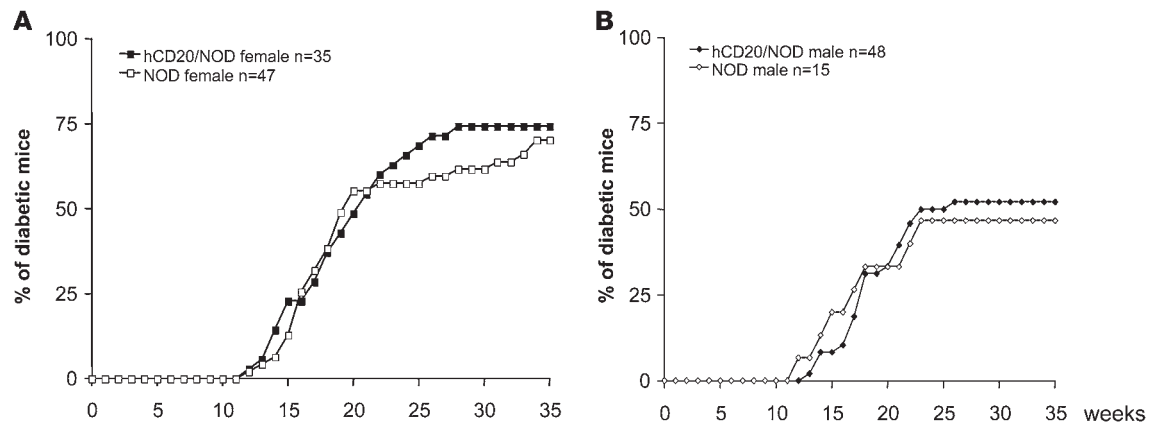 A
% of diabetic mice
100
75
50
25
0
hCD20/NOD female n=35
NOD female n=47
0 5 10 15 20 25 30 35
B
% of diabetic mice
100
75
50
25
0
hCD20/NOD male n=48
NOD male n=15
0 5 10 15 20 25 30 35 weeks